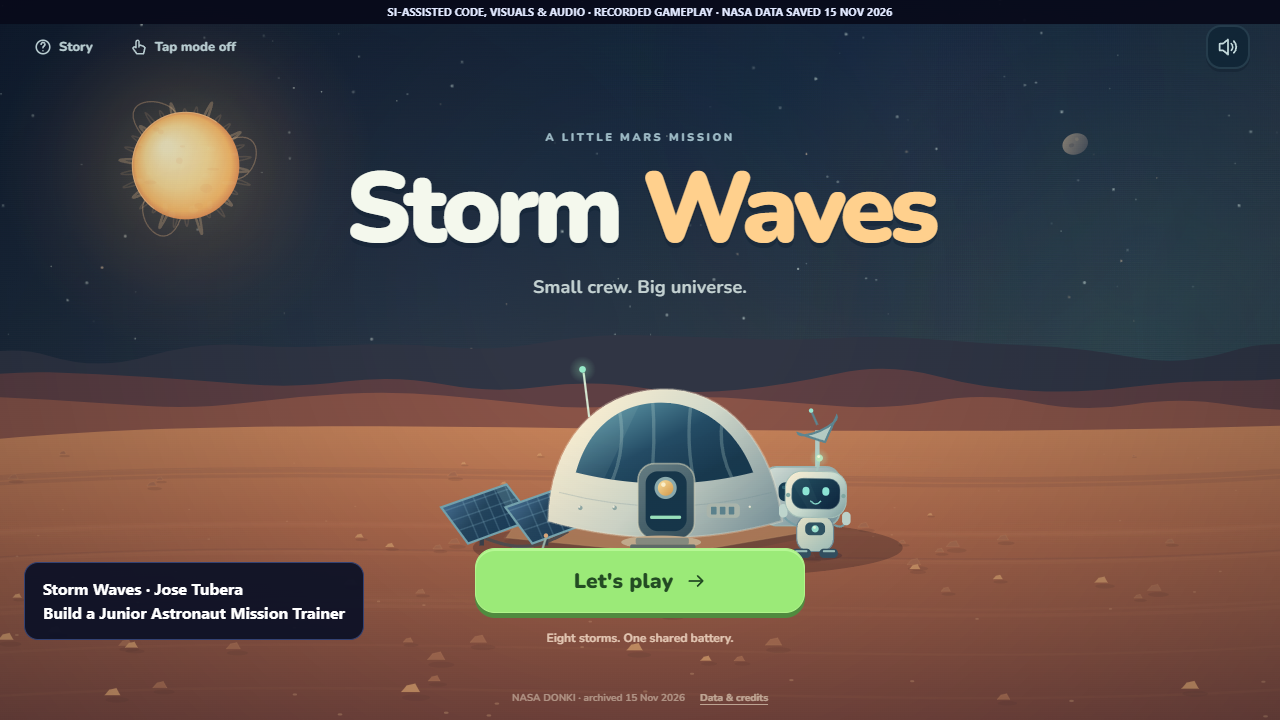 SI-ASSISTED CODE, VISUALS & AUDIO · RECORDED GAMEPLAY · NASA DATA SAVED 15 NOV 2026
Story
Tap mode off
A LITTLE MARS MISSION
Storm Waves
Small crew. Big universe.
Let's play →
Storm Waves · Jose Tubera
Build a Junior Astronaut Mission Trainer
Eight storms. One shared battery.
NASA DONKI · archived 15 Nov 2026 Data & credits